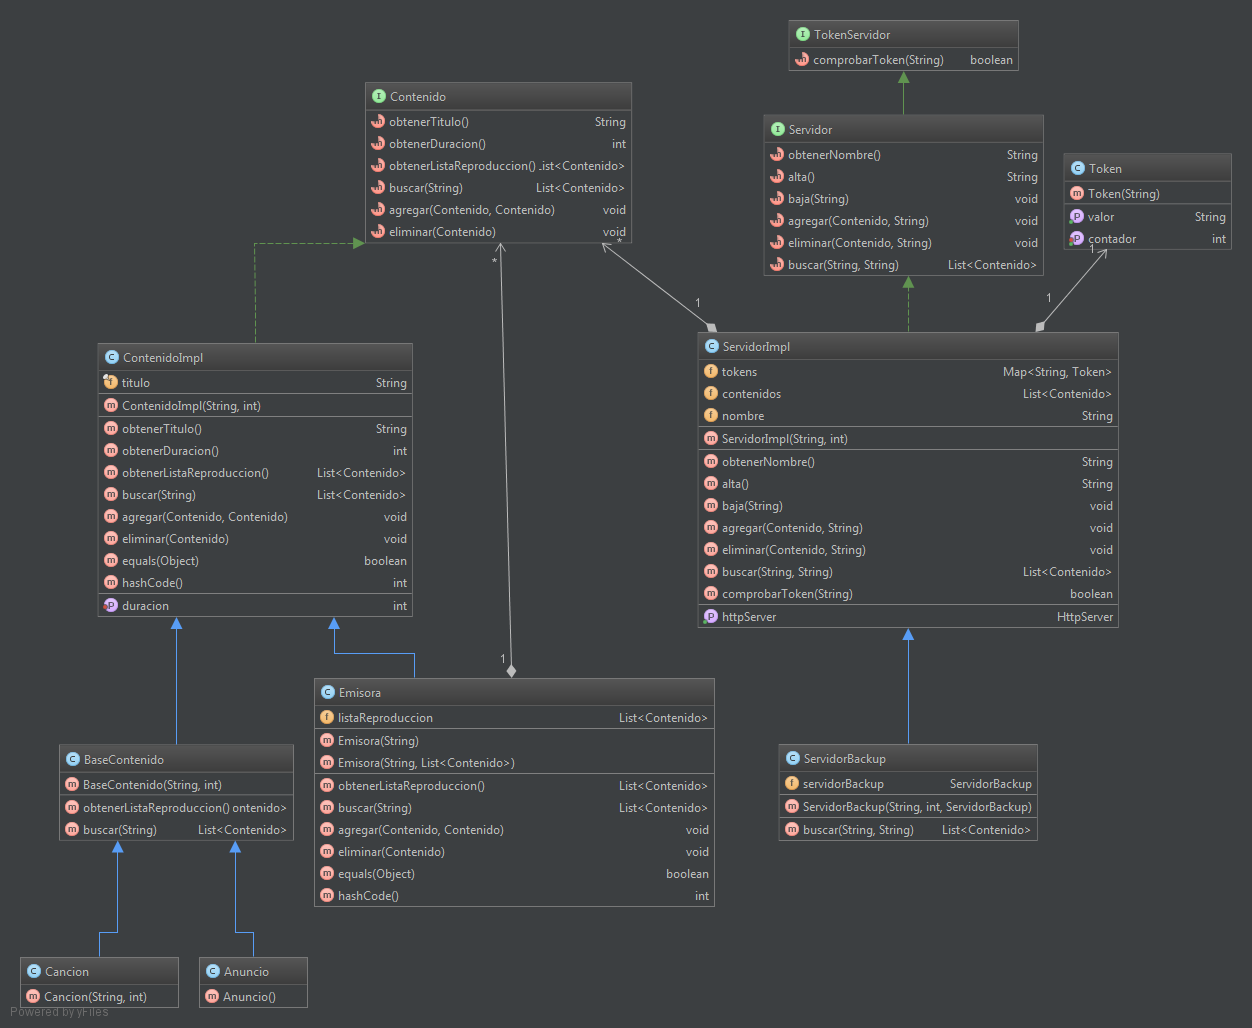 TokenServidor
comprobarToken(String) boolean
Contenido
obtenerTitulo() String
obtenerDuracion() int
obtenerListaReproduccion() .ist<Contenido>
buscar(String) List<Contenido>
agregar(Contenido, Contenido) void
eliminar(Contenido) void
Servidor
obtenerNombre() String
alta() String
baja(String) void
agregar(Contenido, String) void
eliminar(Contenido, String) void
buscar(String, String) List<Contenido>
Token
Token(String)
valor String
contador int
*
*
1
1
1
ContenidoImpl
titulo String
ContenidoImpl(String, int)
obtenerTitulo() String
obtenerDuracion() int
obtenerListaReproduccion() List<Contenido>
buscar(String) List<Contenido>
agregar(Contenido, Contenido) void
eliminar(Contenido) void
equals(Object) boolean
hashCode() int
duracion int
ServidorImpl
tokens Map<String, Token>
contenidos List<Contenido>
nombre String
ServidorImpl(String, int)
obtenerNombre() String
alta() String
baja(String) void
agregar(Contenido, String) void
eliminar(Contenido, String) void
buscar(String, String) List<Contenido>
comprobarToken(String) boolean
httpServer HttpServer
1
Emisora
listaReproduccion List<Contenido>
Emisora(String)
Emisora(String, List<Contenido>)
obtenerListaReproduccion() List<Contenido>
buscar(String) List<Contenido>
agregar(Contenido, Contenido) void
eliminar(Contenido) void
equals(Object) boolean
hashCode() int
BaseContenido
BaseContenido(String, int)
obtenerListaReproduccion() ontenido>
buscar(String) List<Contenido>
ServidorBackup
servidorBackup ServidorBackup
ServidorBackup(String, int, ServidorBackup)
buscar(String, String) List<Contenido>
Cancion
Cancion(String, int)
Anuncio
Anuncio()
Powered by yFiles